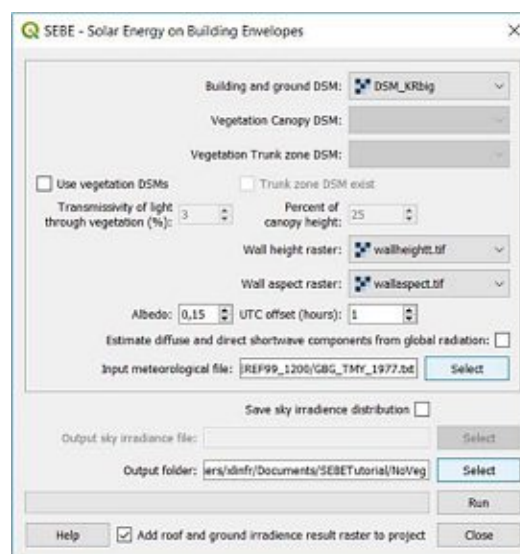 SEBE - Solar Energy on Building Envelopes
Building and ground DSM: DSM_KRbig
Vegetation Canopy DSM:
Vegetation Trunk zone DSM:
Use vegetation DSMs Trunk zone DSM exist
Transmissivity of light through vegetation (%): 3 Percent of canopy height: 25
Wall height raster: wallheightt.tif
Wall aspect raster: wallaspect.tif
Albedo: 0,15 UTC offset (hours): 1
Estimate diffuse and direct shortwave components from global radiation:
Input meteorological file: REF99_1200/GBG_TMY_1977.txt Select
Save sky irradiance distribution
Output sky irradiance file: Select
Output folder: ers/xlinfr/Documents/SEBETutorial/NoVeg Select
Run
Help Add roof and ground irradiance result raster to project Close